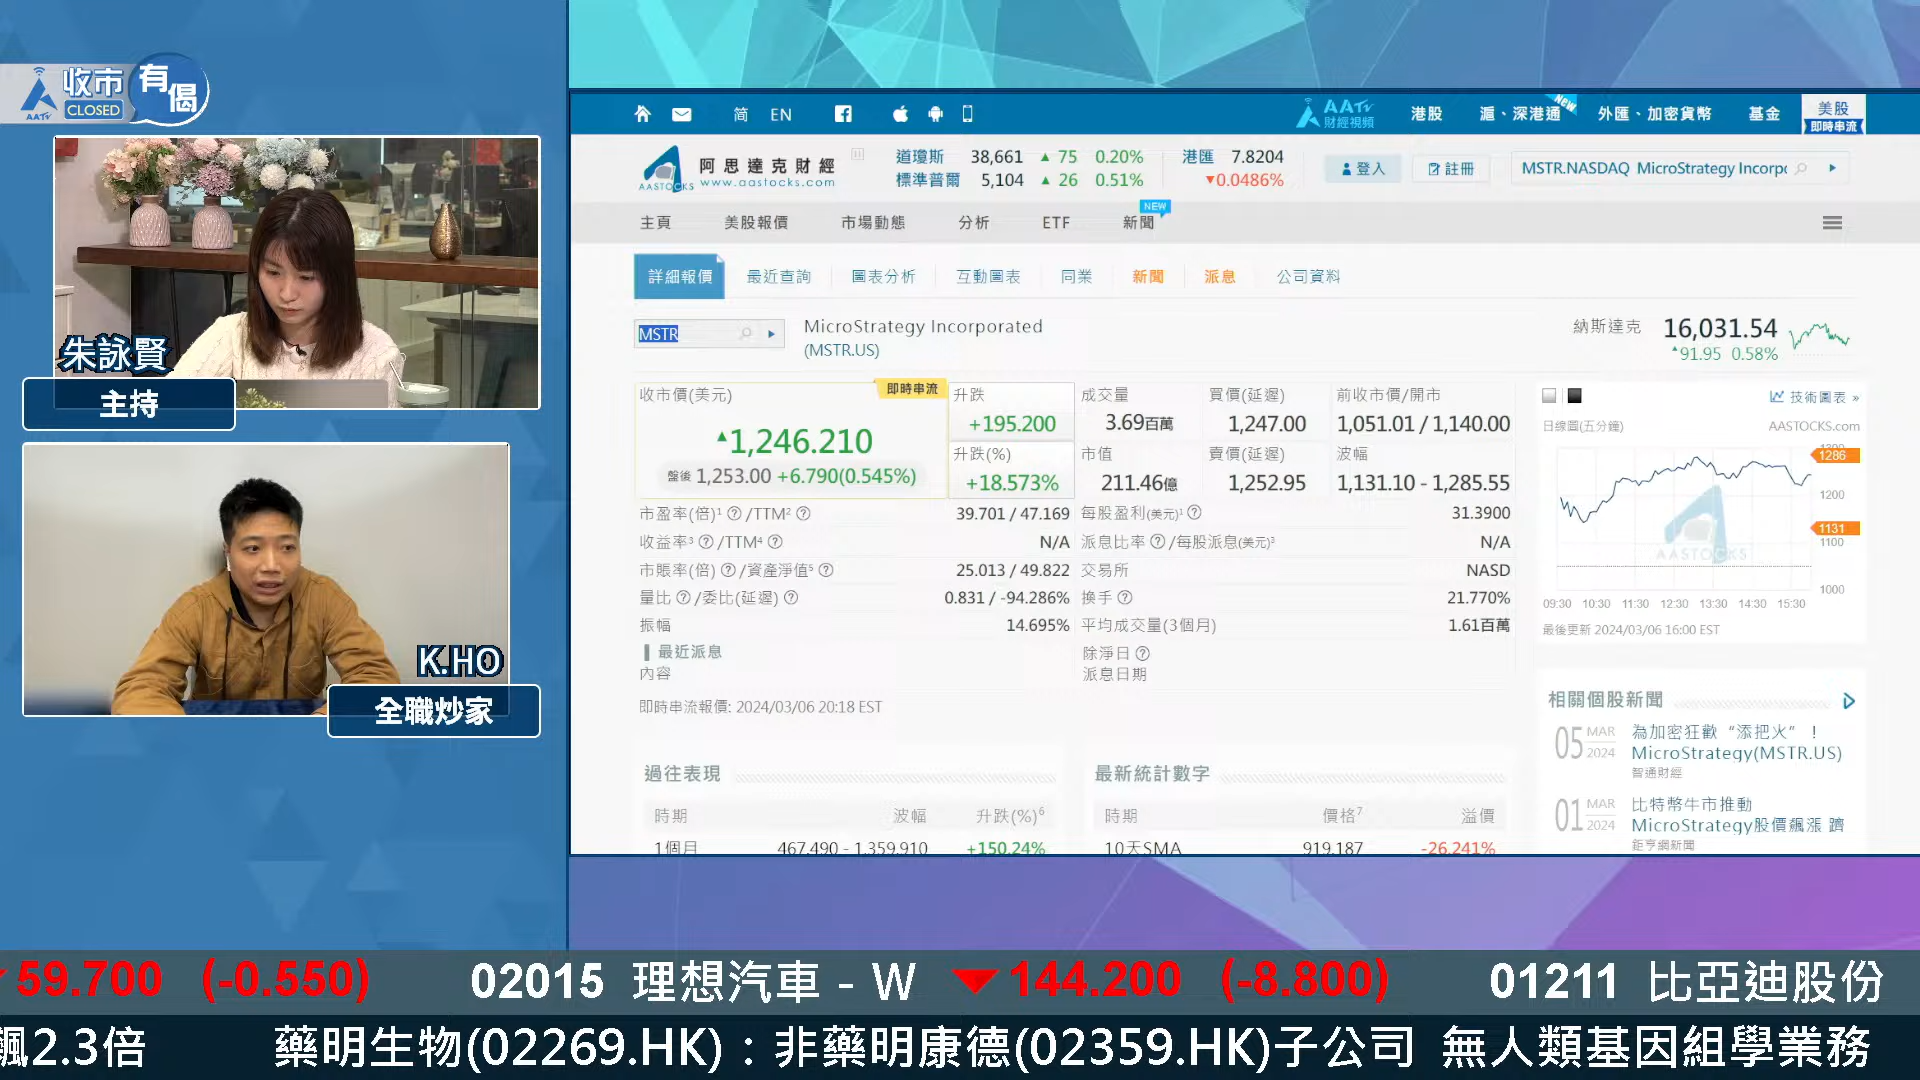 收市
CLOSED
有偈
AATV
朱詠賢
主持
K.HO
全職炒家
简 EN
AATV
財經視頻
港股
滬、深港通
New
外匯、加密貨幣
基金
美股
即時串流
AASTOCKS
阿思達克財經
www.aastocks.com
道瓊斯 38,661 ▲ 75 0.20%
標準普爾 5,104 ▲ 26 0.51%
港匯 7.8204
▼0.0486%
登入
註冊
MSTR.NASDAQ MicroStrategy Incorp
主頁 美股報價 市場動態 分析 ETF 新聞
NEW
詳細報價 最近查詢 圖表分析 互動圖表 同業 新聞 派息 公司資料
MSTR
MicroStrategy Incorporated
(MSTR.US)
納斯達克 16,031.54
▲91.95 0.58%
收市價(美元)
即時串流
▲1,246.210
盤後 1,253.00 +6.790(0.545%)
升跌
+195.200
升跌(%)
+18.573%
成交量
3.69百萬
市值
211.46億
買價(延遲)
1,247.00
賣價(延遲)
1,252.95
前收市價/開市
1,051.01 / 1,140.00
波幅
1,131.10 - 1,285.55
市盈率(倍)¹ ? /TTM² ? 39.701 / 47.169
每股盈利(美元)¹ ? 31.3900
收益率³ ? /TTM⁴ ? N/A
派息比率 ? /每股派息(美元)³ N/A
市賬率(倍) ? /資產淨值⁵ ? 25.013 / 49.822
交易所 NASD
量比 ? /委比(延遲) ? 0.831 / -94.286%
換手 ? 21.770%
振幅 14.695%
平均成交量(3個月) 1.61百萬
最近派息
內容
除淨日 ?
派息日期
即時串流報價: 2024/03/06 20:18 EST
技術圖表 »
日線圖(五分鐘)
AASTOCKS.com
1300
1286
1200
1131
1100
1000
AASTOCKS
09:30 10:30 11:30 12:30 13:30 14:30 15:30
最後更新 2024/03/06 16:00 EST
相關個股新聞
05 MAR 2024
為加密狂歡“添把火”！
MicroStrategy(MSTR.US)
智通財經
01 MAR 2024
比特幣牛市推動
MicroStrategy股價飆漲 躋
鉅亨網新聞
過往表現
時期 波幅 升跌(%)⁶
1個月 467.490 - 1,359.910 +150.24%
最新統計數字
時期 價格⁷ 溢價
10天SMA 919.187 -26.241%
59.700 (-0.550) 02015 理想汽車－W ▼144.200 (-8.800) 01211 比亞迪股份
飆2.3倍 藥明生物(02269.HK)：非藥明康德(02359.HK)子公司 無人類基因組學業務